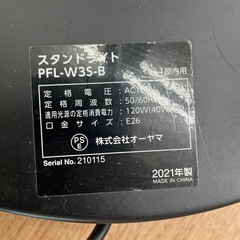 スタンドライト
PFL-W3S-B 屋内用
定格電圧：AC
定格周波数：50/60
適用光源の定格消費電力：120W(40W
口金サイズ：E26
PS E 株式会社オーヤマ
Serial No. 210115 2021年製
MADE IN CHINA